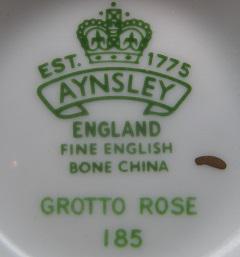 EST. 1775
AYNSLEY
ENGLAND
FINE ENGLISH
BONE CHINA
GROTTO ROSE
185